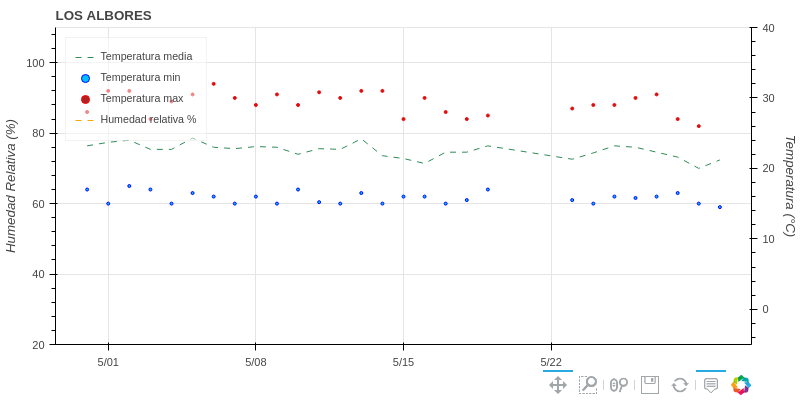 LOS ALBORES
Temperatura media
Temperatura min
Temperatura max
Humedad relativa %
Humedad Relativa (%)
100
80
60
40
20
40
30
20
10
0
Temperatura (°C)
5/01
5/08
5/15
5/22